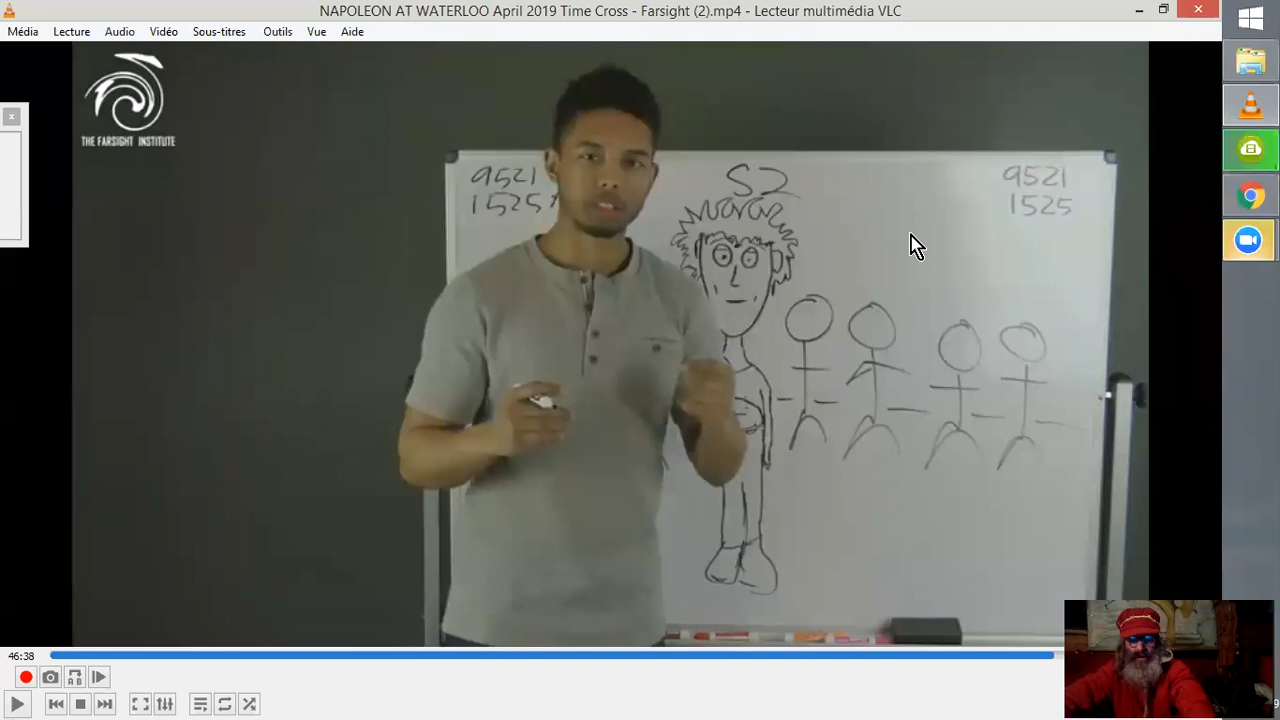 NAPOLEON AT WATERLOO April 2019 Time Cross - Farsight (2).mp4 - Lecteur multimédia VLC
Média Lecture Audio Vidéo Sous-titres Outils Vue Aide
THE FARSIGHT INSTITUTE
9521
1525
S2
9521
1525
46:38